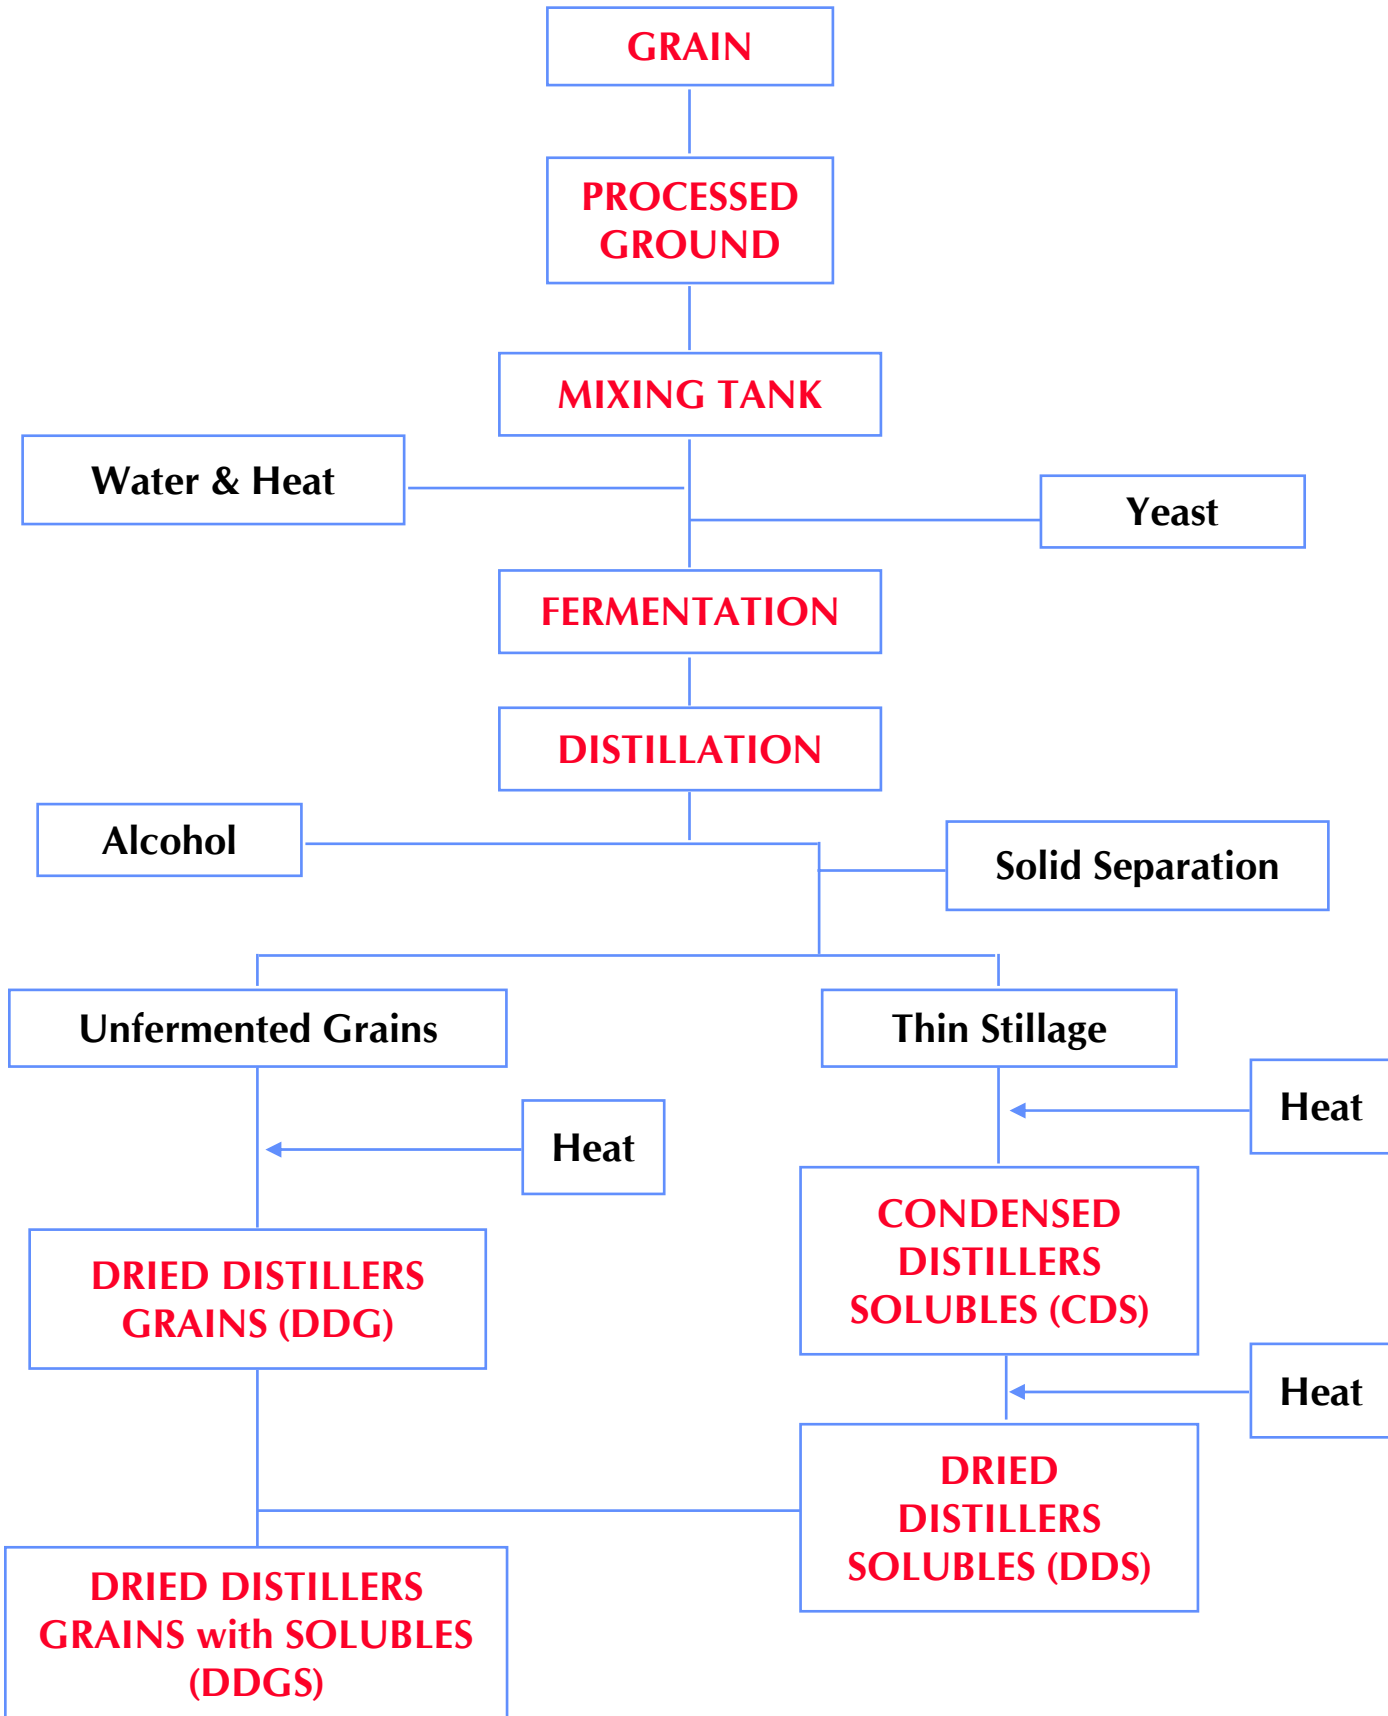 GRAIN
PROCESSED
GROUND
MIXING TANK
Water & Heat
Yeast
FERMENTATION
DISTILLATION
Alcohol
Solid Separation
Unfermented Grains
Thin Stillage
Heat
Heat
CONDENSED
DISTILLERS
SOLUBLES (CDS)
DRIED DISTILLERS
GRAINS (DDG)
Heat
DRIED
DISTILLERS
SOLUBLES (DDS)
DRIED DISTILLERS
GRAINS with SOLUBLES
(DDGS)